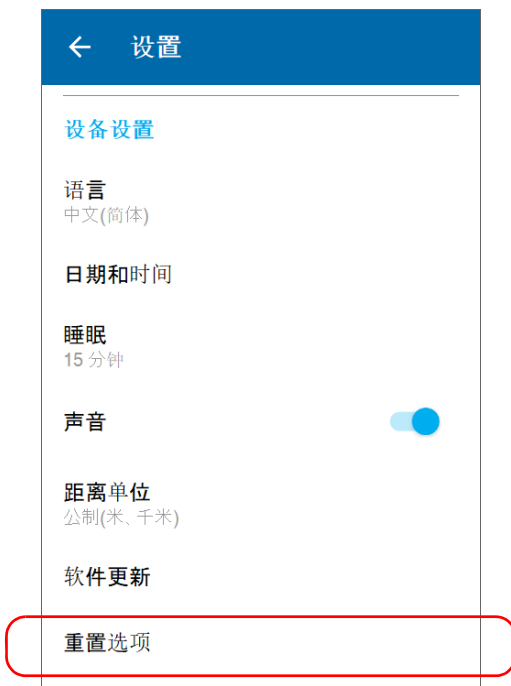 设置
设备设置
语言
中文(简体)
日期和时间
睡眠
15 分钟
声音
距离单位
公制(米、千米)
软件更新
重置选项